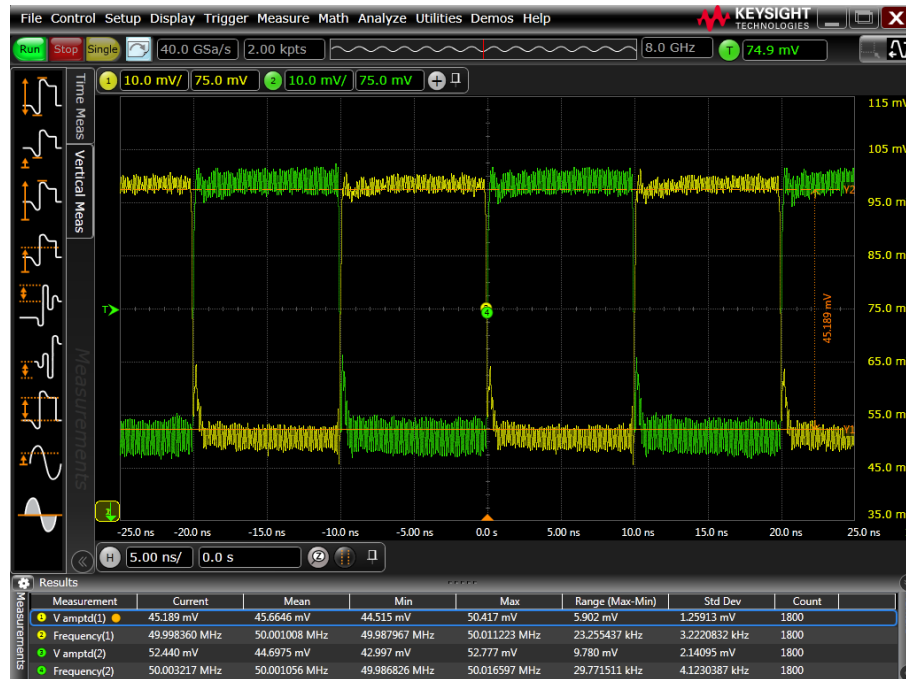 File Control Setup Display Trigger Measure Math Analyze Utilities Demos Help
KEYSIGHT
TECHNOLOGIES
Run Stop Single 40.0 GSa/s 2.00 kpts 8.0 GHz T 74.9 mV
1 10.0 mV/ 75.0 mV 2 10.0 mV/ 75.0 mV
Time Meas
Vertical Meas
Measurements
115 mV
105 mV
95.0 m
85.0 m
75.0 m
65.0 m
55.0 m
45.0 m
35.0 m
Y2
45.189 mV
Y1
T
4
-25.0 ns -20.0 ns -15.0 ns -10.0 ns -5.00 ns 0.0 s 5.00 ns 10.0 ns 15.0 ns 20.0 ns 25.0 ns
H 5.00 ns/ 0.0 s
Results
Measurements
Measurement Current Mean Min Max Range (Max-Min) Std Dev Count
1 V amptd(1) 45.189 mV 45.6646 mV 44.515 mV 50.417 mV 5.902 mV 1.25913 mV 1800
2 Frequency(1) 49.998360 MHz 50.001008 MHz 49.987967 MHz 50.011223 MHz 23.255437 kHz 3.2220832 kHz 1800
3 V amptd(2) 52.440 mV 44.6975 mV 42.997 mV 52.777 mV 9.780 mV 2.14095 mV 1800
4 Frequency(2) 50.003217 MHz 50.001056 MHz 49.986826 MHz 50.016597 MHz 29.771511 kHz 4.1230387 kHz 1800